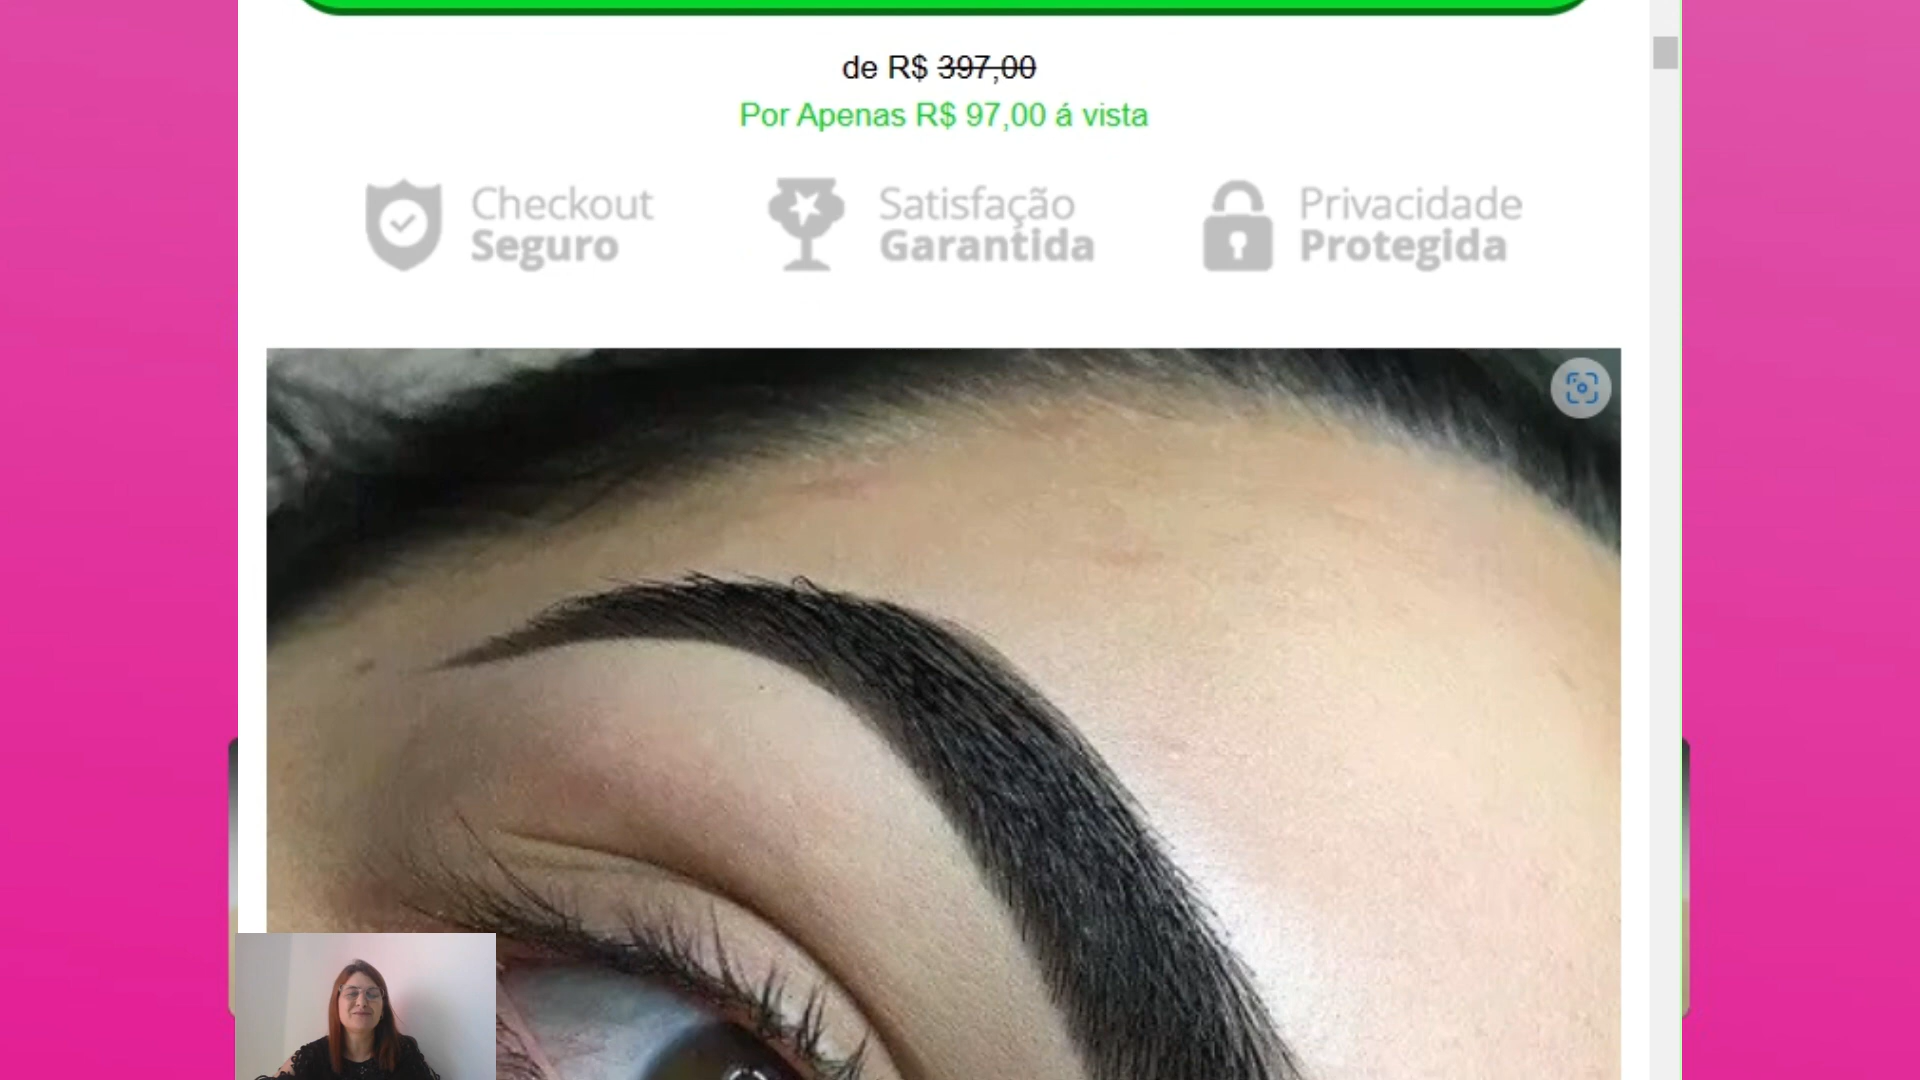 de R$ 397,00
Por Apenas R$ 97,00 á vista
Checkout
Seguro
Satisfação
Garantida
Privacidade
Protegida